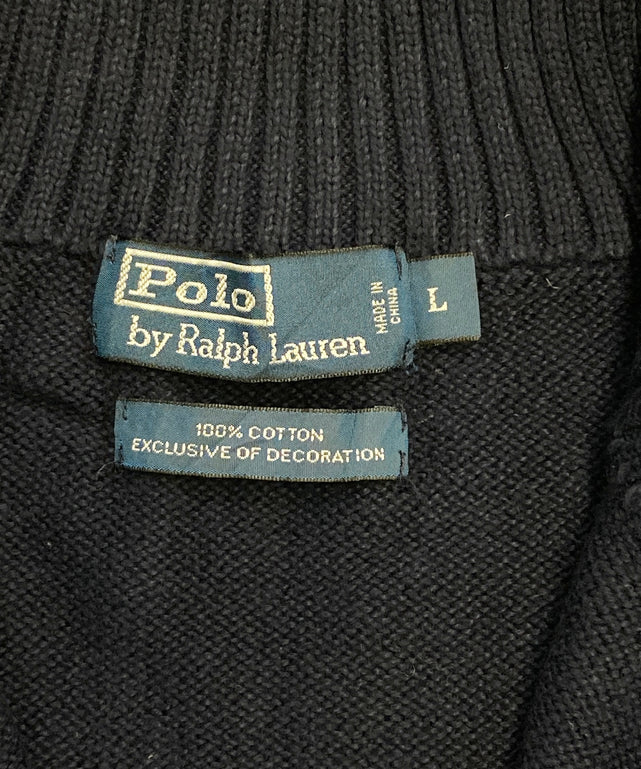 Polo
by Ralph Lauren
MADE IN
CHINA
L
100% COTTON
EXCLUSIVE OF DECORATION